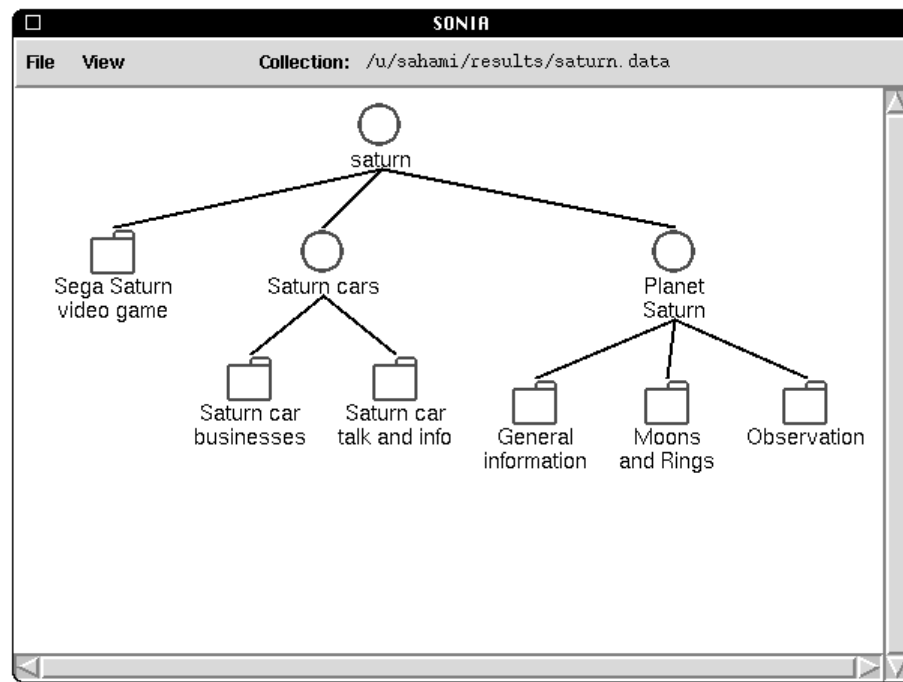 SONIA
File View Collection: /u/sahami/results/saturn.data
saturn
Sega Saturn
video game
Saturn cars
Planet
Saturn
Saturn car
businesses
Saturn car
talk and info
General
information
Moons
and Rings
Observation